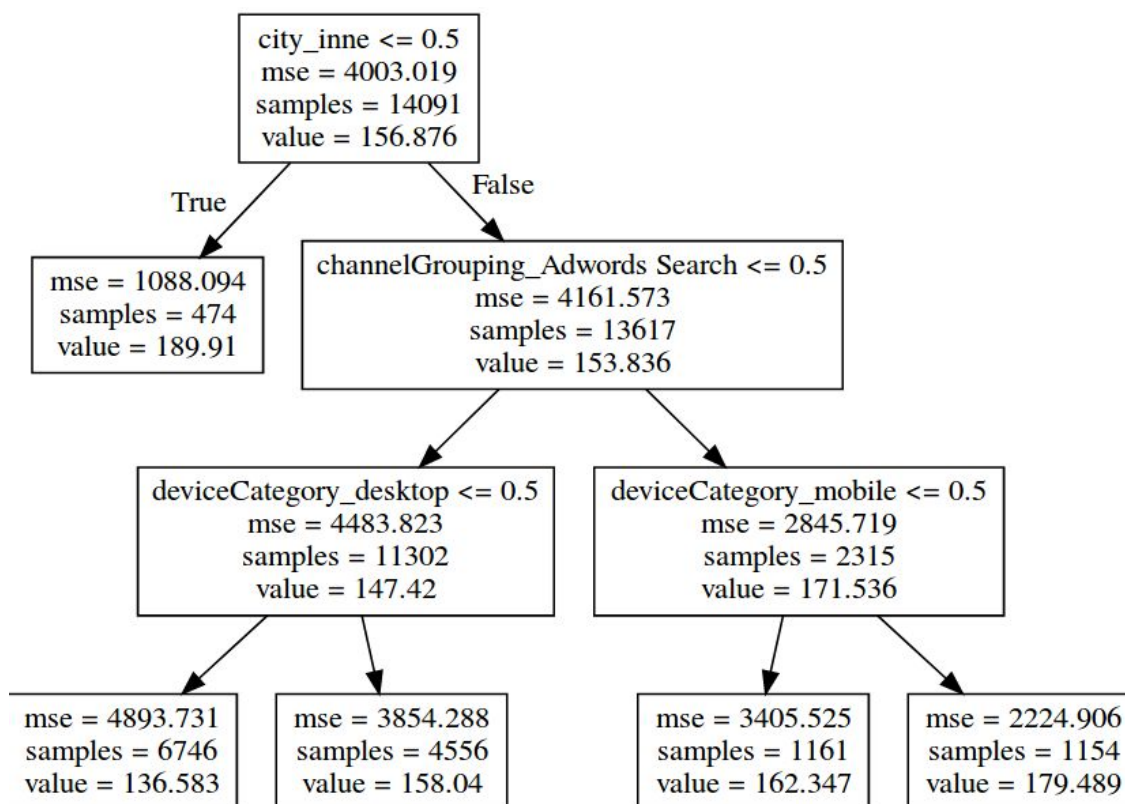 city_inne <= 0.5
mse = 4003.019
samples = 14091
value = 156.876
True
False
mse = 1088.094
samples = 474
value = 189.91
channelGrouping_Adwords Search <= 0.5
mse = 4161.573
samples = 13617
value = 153.836
deviceCategory_desktop <= 0.5
mse = 4483.823
samples = 11302
value = 147.42
deviceCategory_mobile <= 0.5
mse = 2845.719
samples = 2315
value = 171.536
mse = 4893.731
samples = 6746
value = 136.583
mse = 3854.288
samples = 4556
value = 158.04
mse = 3405.525
samples = 1161
value = 162.347
mse = 2224.906
samples = 1154
value = 179.489